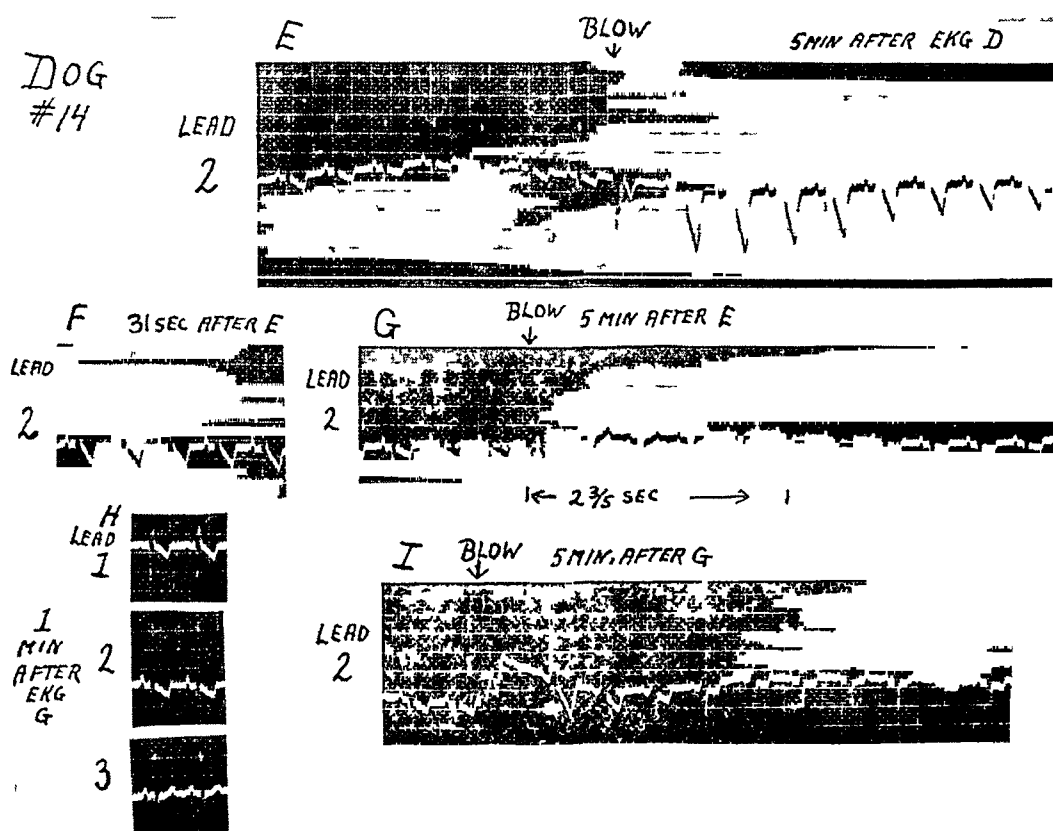 DOG
#14
E
BLOW
5MIN AFTER EKG D
LEAD
2
F
31SEC AFTER E
LEAD
2
G
BLOW
5 MIN AFTER E
LEAD
2
2 3/5 SEC
H
LEAD
1
1
MIN
AFTER
EKG
G
2
3
I
BLOW
5MIN. AFTER G
LEAD
2